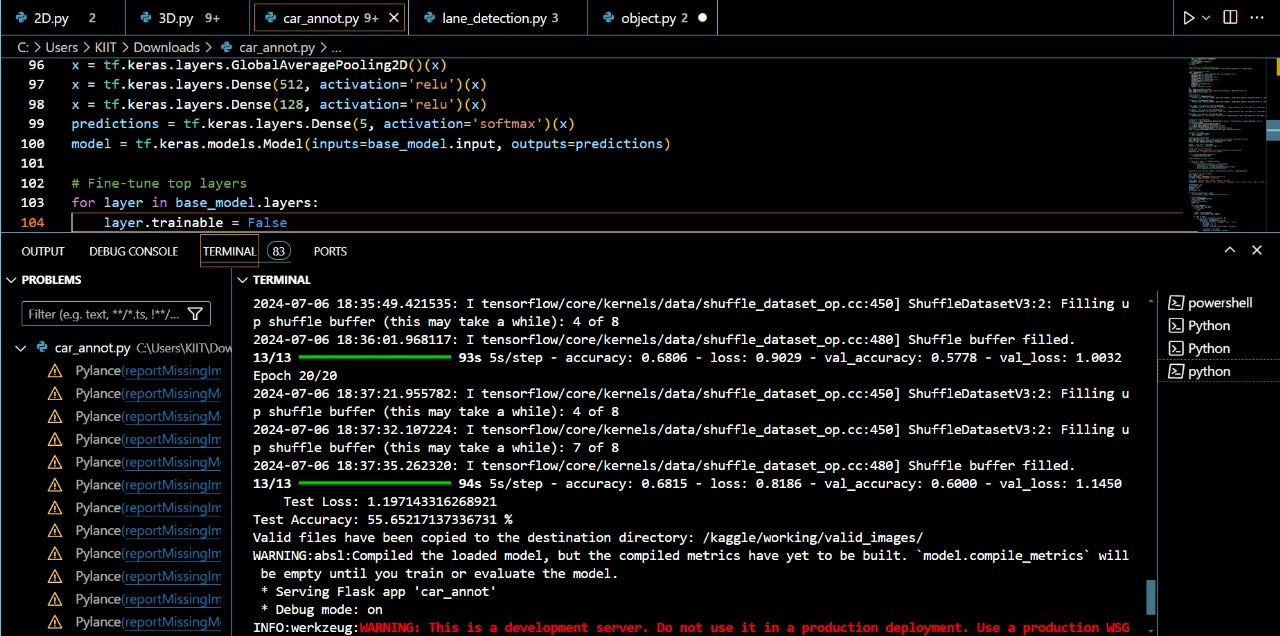 2D.py 2 3D.py 9+ car_annot.py 9+ lane_detection.py 3 object.py 2
C: > Users > KIIT > Downloads > car_annot.py > ...
96 x = tf.keras.layers.GlobalAveragePooling2D()(x)
97 x = tf.keras.layers.Dense(512, activation='relu')(x)
98 x = tf.keras.layers.Dense(128, activation='relu')(x)
99 predictions = tf.keras.layers.Dense(5, activation='softmax')(x)
100 model = tf.keras.models.Model(inputs=base_model.input, outputs=predictions)
101
102 # Fine-tune top layers
103 for layer in base_model.layers:
104 layer.trainable = False
OUTPUT DEBUG CONSOLE TERMINAL 83 PORTS
PROBLEMS
Filter (e.g. text, **/*.ts, !**/...
car_annot.py C:\Users\KIIT\Dow
Pylance(reportMissingIm
Pylance(reportMissingMo
Pylance(reportMissingIm
Pylance(reportMissingIm
Pylance(reportMissingM
Pylance(reportMissingIm
Pylance(reportMissingIm
Pylance(reportMissingIm
Pylance(reportMissingIm
Pylance(reportMissingIm
Pylance(reportMissingIm
Pylance(reportMissingMo
TERMINAL
2024-07-06 18:35:49.421535: I tensorflow/core/kernels/data/shuffle_dataset_op.cc:450] ShuffleDatasetV3:2: Filling u
p shuffle buffer (this may take a while): 4 of 8
2024-07-06 18:36:01.968117: I tensorflow/core/kernels/data/shuffle_dataset_op.cc:480] Shuffle buffer filled.
13/13 93s 5s/step - accuracy: 0.6806 - loss: 0.9029 - val_accuracy: 0.5778 - val_loss: 1.0032
Epoch 20/20
2024-07-06 18:37:21.955782: I tensorflow/core/kernels/data/shuffle_dataset_op.cc:450] ShuffleDatasetV3:2: Filling u
p shuffle buffer (this may take a while): 4 of 8
2024-07-06 18:37:32.107224: I tensorflow/core/kernels/data/shuffle_dataset_op.cc:450] ShuffleDatasetV3:2: Filling u
p shuffle buffer (this may take a while): 7 of 8
2024-07-06 18:37:35.262320: I tensorflow/core/kernels/data/shuffle_dataset_op.cc:480] Shuffle buffer filled.
13/13 94s 5s/step - accuracy: 0.6815 - loss: 0.8186 - val_accuracy: 0.6000 - val_loss: 1.1450
Test Loss: 1.197143316268921
Test Accuracy: 55.65217137336731 %
Valid files have been copied to the destination directory: /kaggle/working/valid_images/
WARNING:absl:Compiled the loaded model, but the compiled metrics have yet to be built. `model.compile_metrics` will
be empty until you train or evaluate the model.
* Serving Flask app 'car_annot'
* Debug mode: on
INFO:werkzeug:WARNING: This is a development server. Do not use it in a production deployment. Use a production WSG
powershell
Python
Python
python